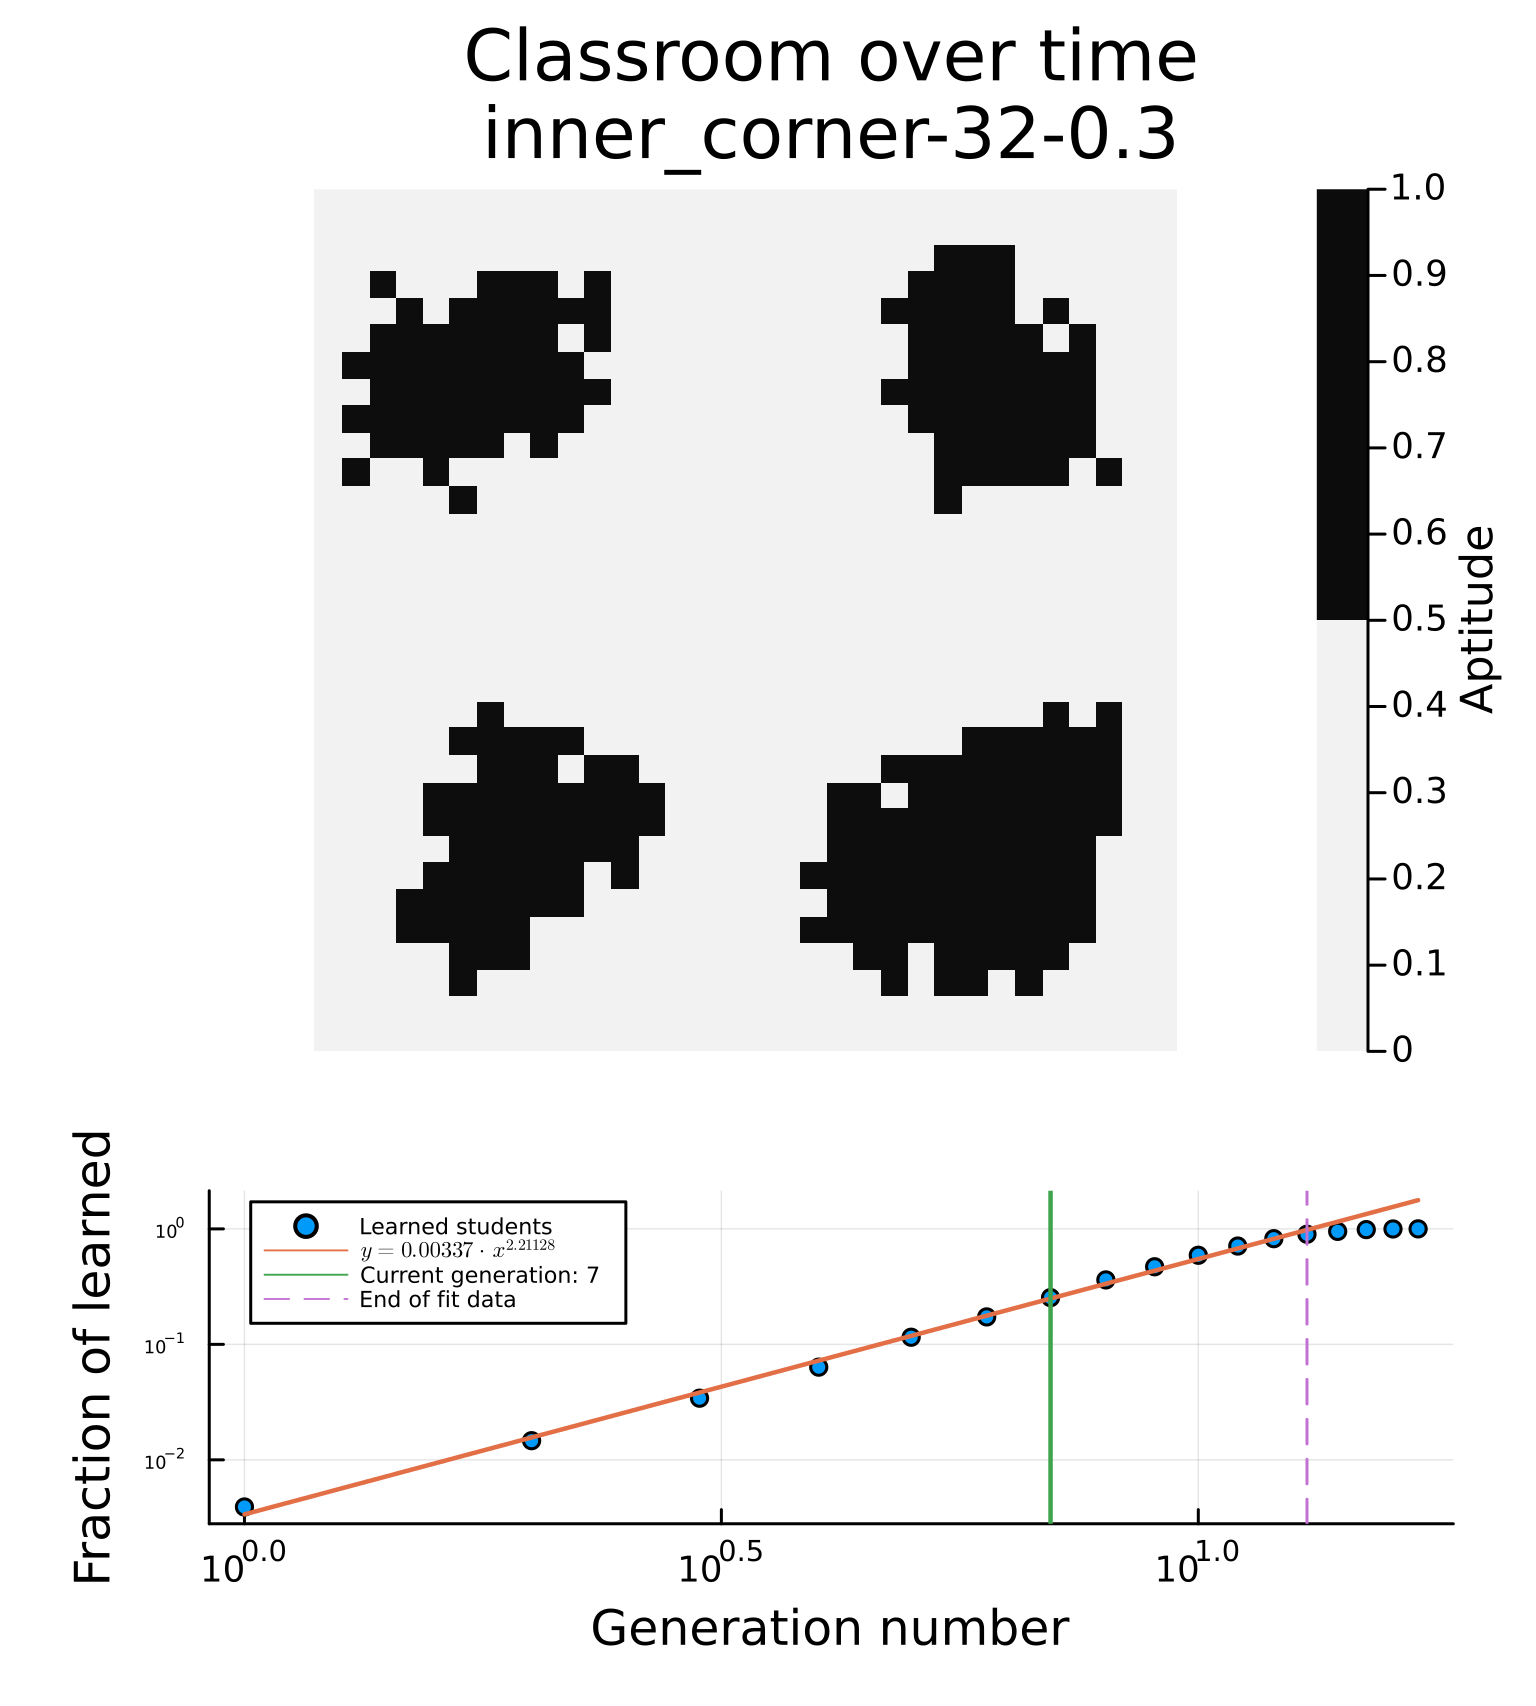 Classroom over time
inner_corner-32-0.3
1.0
0.9
0.8
0.7
0.6
0.5
0.4
0.3
0.2
0.1
0
Aptitude
Fraction of learned
10⁰
10⁻¹
10⁻²
Learned students
y = 0.00337 · x^2.21128
Current generation: 7
End of fit data
10^0.0
10^0.5
10^1.0
Generation number